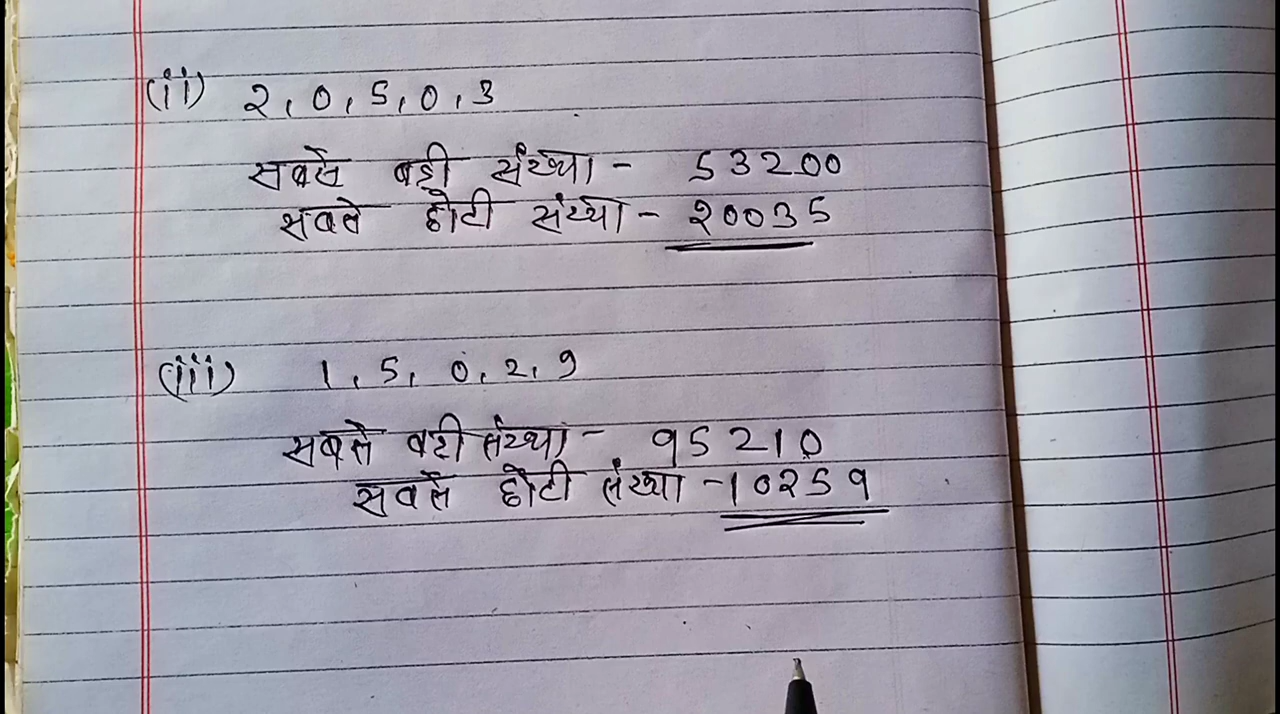 (ii) 2, 0, 5, 0, 3
सबसे बड़ी संख्या - 53200
सबसे छोटी संख्या - 20035
(iii) 1, 5, 0, 2, 9
सबसे बड़ी संख्या - 95210
सबसे छोटी संख्या - 10259